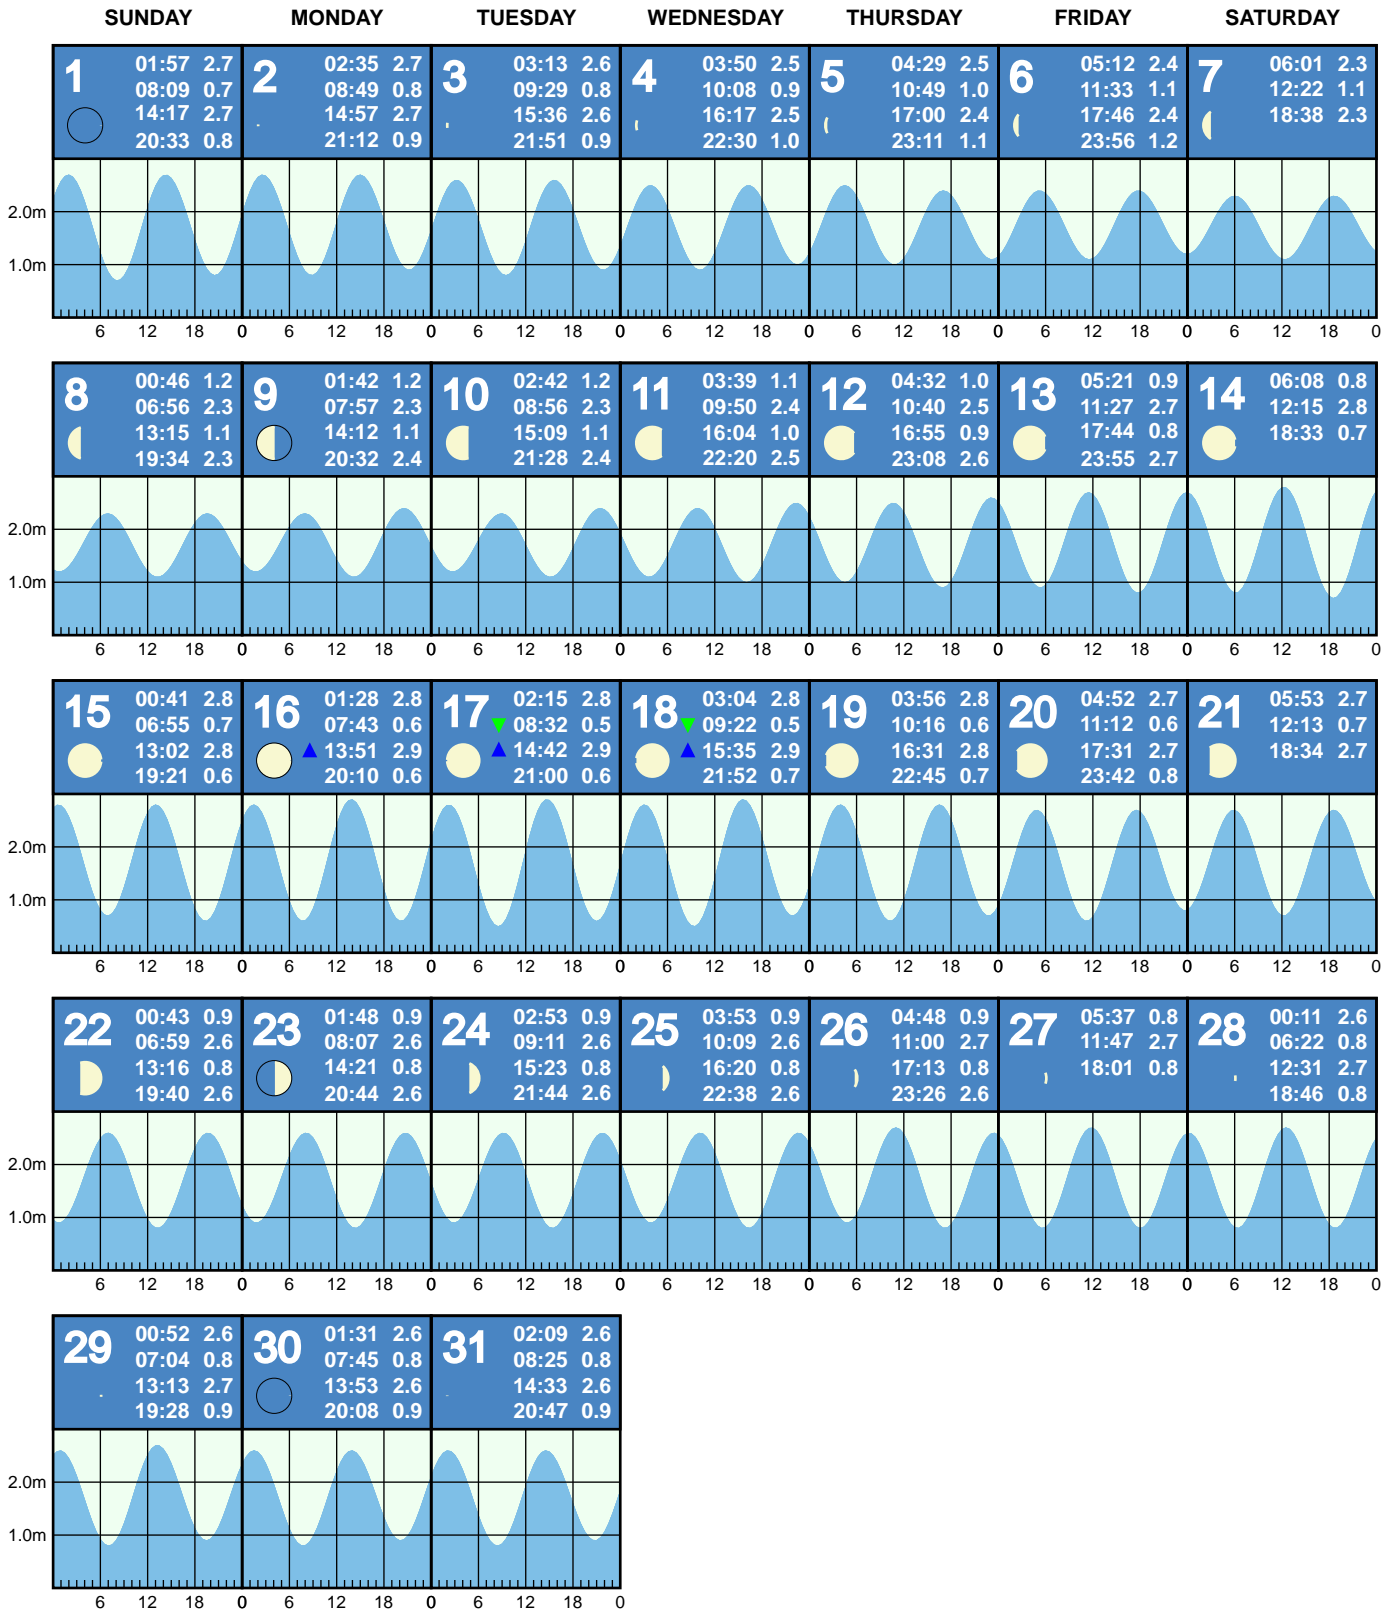 SUNDAY MONDAY TUESDAY WEDNESDAY THURSDAY FRIDAY SATURDAY
1 01:57 2.7
08:09 0.7
14:17 2.7
20:33 0.8
2 02:35 2.7
08:49 0.8
14:57 2.7
21:12 0.9
3 03:13 2.6
09:29 0.8
15:36 2.6
21:51 0.9
4 03:50 2.5
10:08 0.9
16:17 2.5
22:30 1.0
5 04:29 2.5
10:49 1.0
17:00 2.4
23:11 1.1
6 05:12 2.4
11:33 1.1
17:46 2.4
23:56 1.2
7 06:01 2.3
12:22 1.1
18:38 2.3
2.0m
1.0m
6 12 18 0 6 12 18 0 6 12 18 0 6 12 18 0 6 12 18 0 6 12 18 0 6 12 18 0
8 00:46 1.2
06:56 2.3
13:15 1.1
19:34 2.3
9 01:42 1.2
07:57 2.3
14:12 1.1
20:32 2.4
10 02:42 1.2
08:56 2.3
15:09 1.1
21:28 2.4
11 03:39 1.1
09:50 2.4
16:04 1.0
22:20 2.5
12 04:32 1.0
10:40 2.5
16:55 0.9
23:08 2.6
13 05:21 0.9
11:27 2.7
17:44 0.8
23:55 2.7
14 06:08 0.8
12:15 2.8
18:33 0.7
2.0m
1.0m
6 12 18 0 6 12 18 0 6 12 18 0 6 12 18 0 6 12 18 0 6 12 18 0 6 12 18 0
15 00:41 2.8
06:55 0.7
13:02 2.8
19:21 0.6
16 01:28 2.8
07:43 0.6
13:51 2.9
20:10 0.6
17 02:15 2.8
08:32 0.5
14:42 2.9
21:00 0.6
18 03:04 2.8
09:22 0.5
15:35 2.9
21:52 0.7
19 03:56 2.8
10:16 0.6
16:31 2.8
22:45 0.7
20 04:52 2.7
11:12 0.6
17:31 2.7
23:42 0.8
21 05:53 2.7
12:13 0.7
18:34 2.7
2.0m
1.0m
6 12 18 0 6 12 18 0 6 12 18 0 6 12 18 0 6 12 18 0 6 12 18 0 6 12 18 0
22 00:43 0.9
06:59 2.6
13:16 0.8
19:40 2.6
23 01:48 0.9
08:07 2.6
14:21 0.8
20:44 2.6
24 02:53 0.9
09:11 2.6
15:23 0.8
21:44 2.6
25 03:53 0.9
10:09 2.6
16:20 0.8
22:38 2.6
26 04:48 0.9
11:00 2.7
17:13 0.8
23:26 2.6
27 05:37 0.8
11:47 2.7
18:01 0.8
28 00:11 2.6
06:22 0.8
12:31 2.7
18:46 0.8
2.0m
1.0m
6 12 18 0 6 12 18 0 6 12 18 0 6 12 18 0 6 12 18 0 6 12 18 0 6 12 18 0
29 00:52 2.6
07:04 0.8
13:13 2.7
19:28 0.9
30 01:31 2.6
07:45 0.8
13:53 2.6
20:08 0.9
31 02:09 2.6
08:25 0.8
14:33 2.6
20:47 0.9
2.0m
1.0m
6 12 18 0 6 12 18 0 6 12 18 0